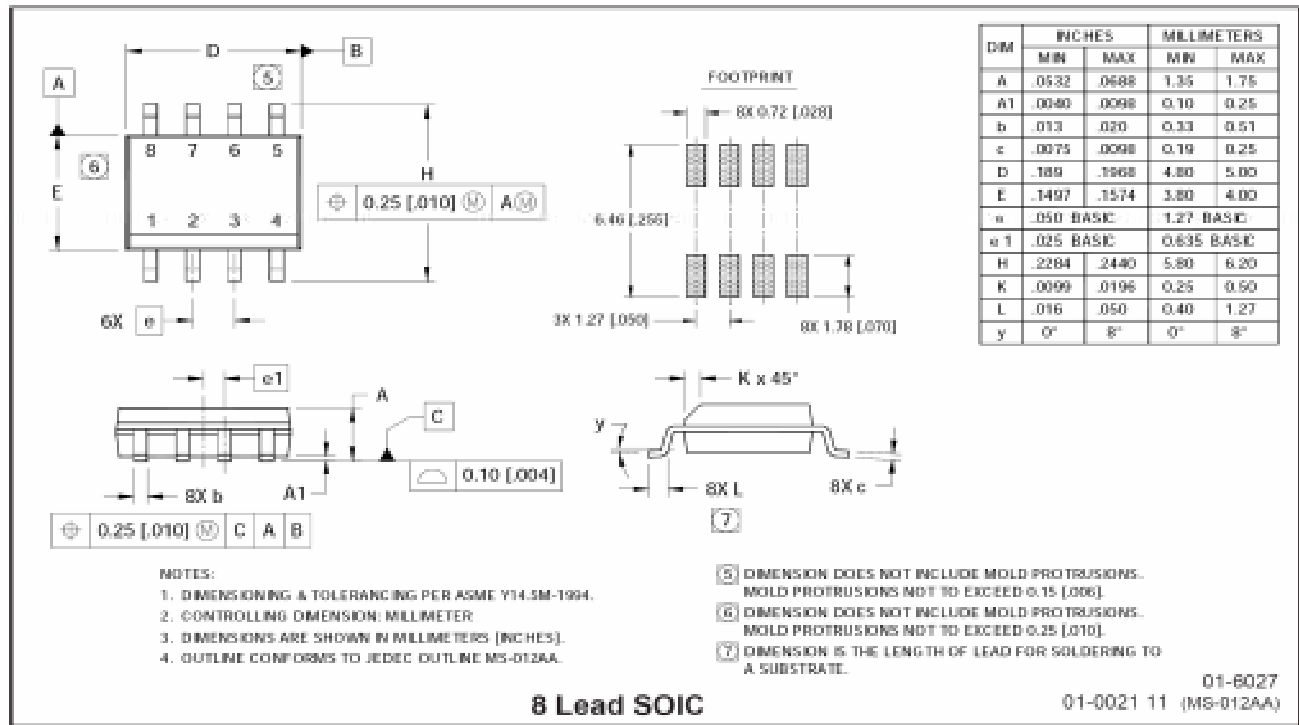 D
B
A
5
FOOTPRINT
8X 0.72 [.028]
8 7 6 5
6
E
H
0.25 [.010] M A M
1 2 3 4
6.46 [.255]
6X e
3X 1.27 [.050]
8X 1.78 [.070]
DIM INCHES MILLIMETERS
MIN MAX MIN MAX
A .0532 .0688 1.35 1.75
A1 .0040 .0098 0.10 0.25
b .013 .020 0.33 0.51
c .0075 .0098 0.19 0.25
D .189 .1968 4.80 5.00
E .1497 .1574 3.80 4.00
e .050 BASIC 1.27 BASIC
e 1 .025 BASIC 0.635 BASIC
H .2284 .2440 5.80 6.20
K .0099 .0196 0.25 0.50
L .016 .050 0.40 1.27
y 0° 8° 0° 8°
e1
A
C
0.10 [.004]
8X b
A1
0.25 [.010] M C A B
K x 45°
y
8X L
7
8X c
NOTES:
1. DIMENSIONING & TOLERANCING PER ASME Y14.5M-1994.
2. CONTROLLING DIMENSION: MILLIMETER
3. DIMENSIONS ARE SHOWN IN MILLIMETERS [INCHES].
4. OUTLINE CONFORMS TO JEDEC OUTLINE MS-012AA.
5 DIMENSION DOES NOT INCLUDE MOLD PROTRUSIONS.
MOLD PROTRUSIONS NOT TO EXCEED 0.15 [.006].
6 DIMENSION DOES NOT INCLUDE MOLD PROTRUSIONS.
MOLD PROTRUSIONS NOT TO EXCEED 0.25 [.010].
7 DIMENSION IS THE LENGTH OF LEAD FOR SOLDERING TO
A SUBSTRATE.
8 Lead SOIC
01-6027
01-0021 11 (MS-012AA)